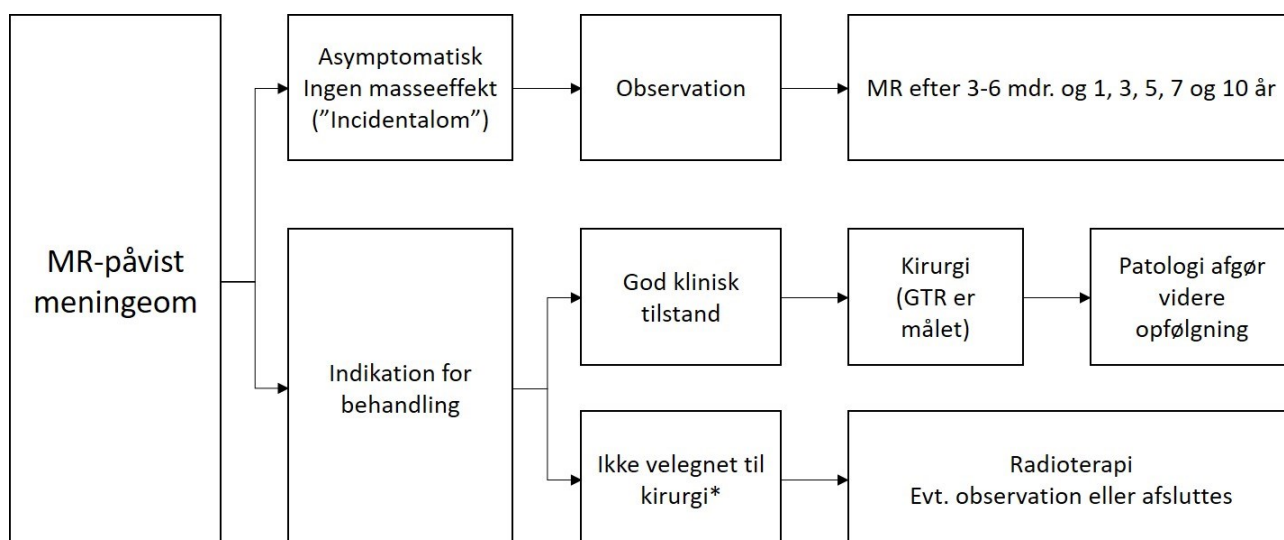 MR-påvist
meningeom
Asymptomatisk
Ingen masseeffekt
(”Incidentalom”)
Observation
MR efter 3-6 mdr. og 1, 3, 5, 7 og 10 år
Indikation for
behandling
God klinisk
tilstand
Kirurgi
(GTR er
målet)
Patologi afgør
videre
opfølgning
Ikke velegnet til
kirurgi*
Radioterapi
Evt. observation eller afsluttes